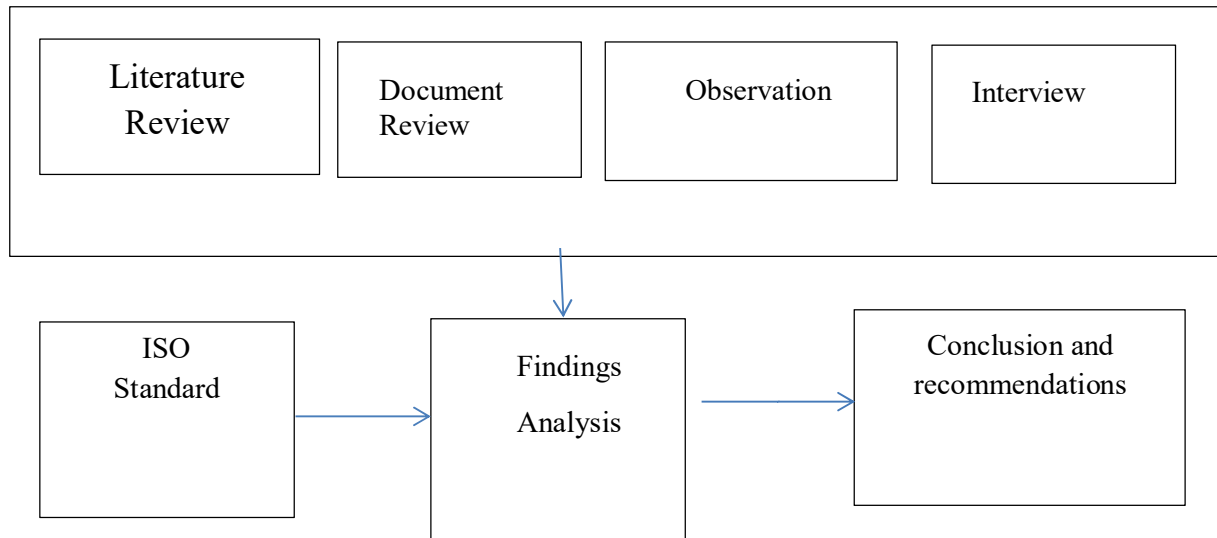 Literature
Review
Document
Review
Observation
Interview
ISO
Standard
Findings
Analysis
Conclusion and
recommendations